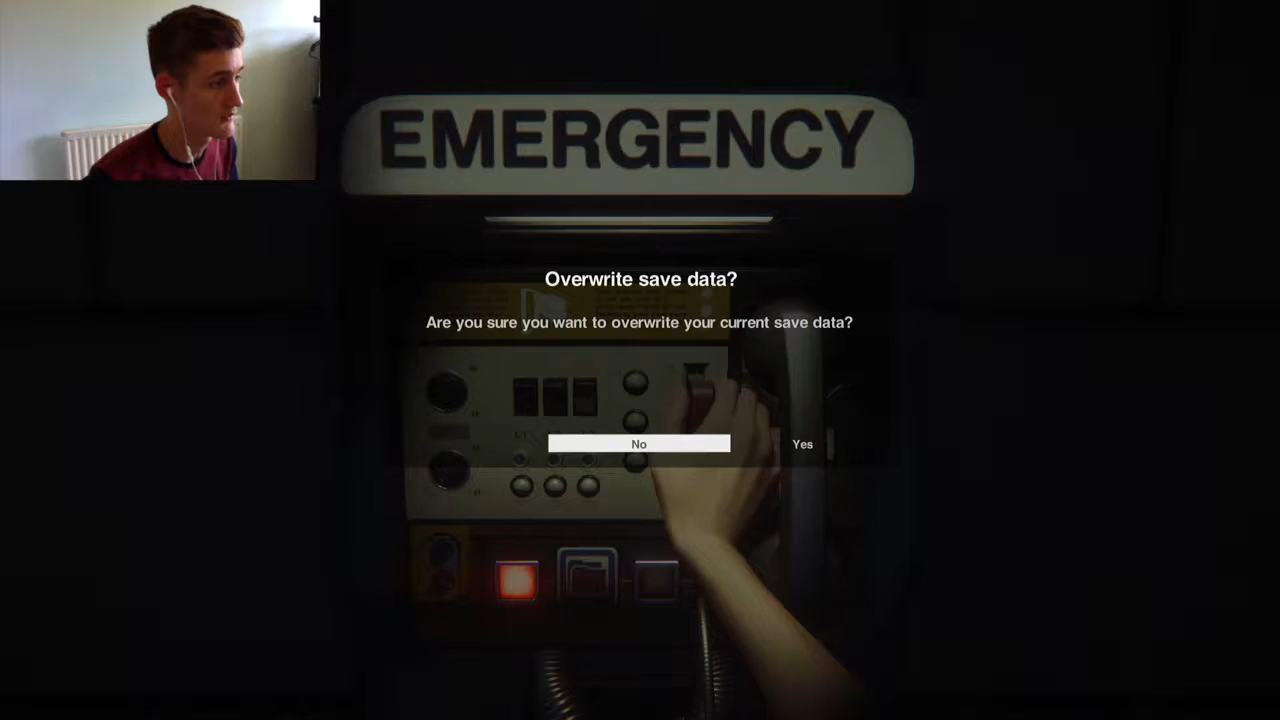 EMERGENCY
Overwrite save data?
Are you sure you want to overwrite your current save data?
No
Yes